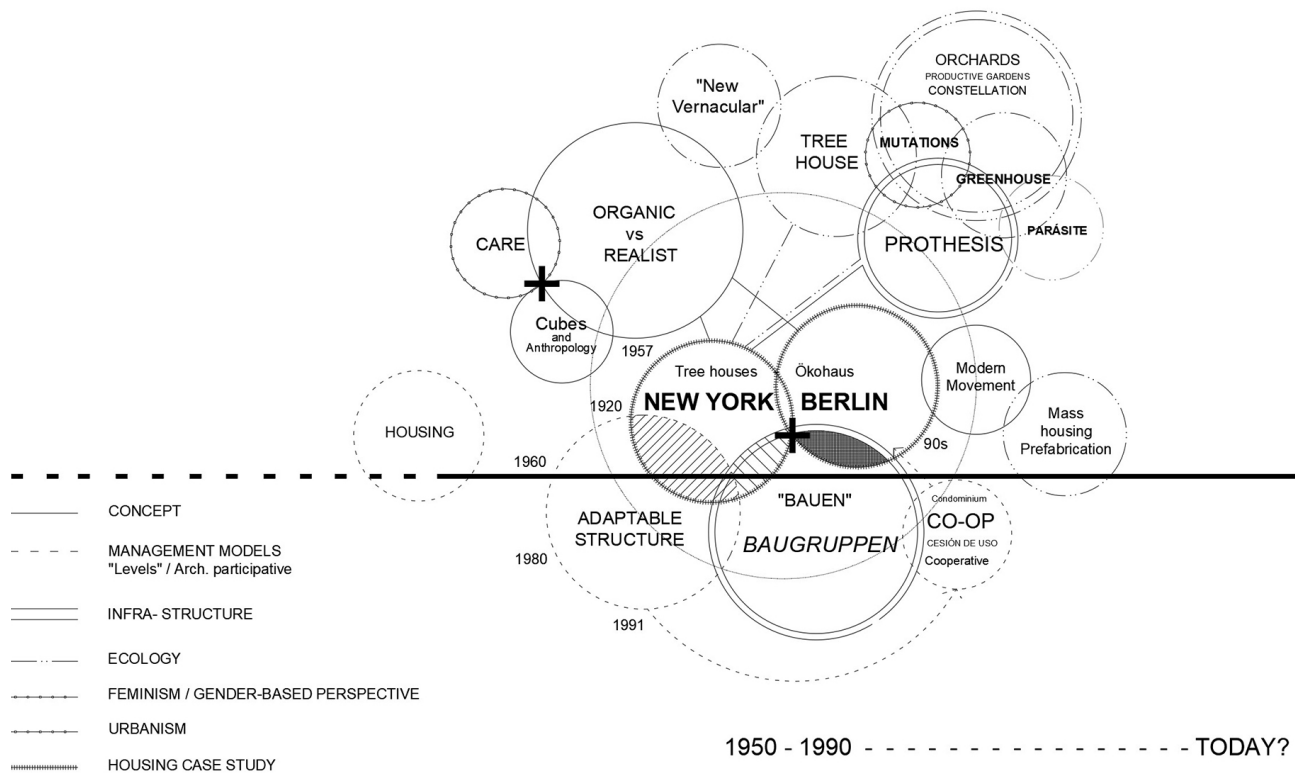 ORCHARDS
PRODUCTIVE GARDENS
CONSTELLATION
"New
Vernacular"
TREE
HOUSE
MUTATIONS
GREENHOUSE
PARÁSITE
PROTHESIS
ORGANIC
vs
REALIST
CARE
Cubes
and
Anthropology
1957
Tree houses
NEW YORK
Ökohaus
BERLIN
Modern
Movement
Mass
housing
Prefabrication
HOUSING
1920
90s
1960
"BAUEN"
BAUGRUPPEN
ADAPTABLE
STRUCTURE
Condominium
CO-OP
CESIÓN DE USO
Cooperative
1980
1991
CONCEPT
MANAGEMENT MODELS
"Levels" / Arch. participative
INFRA- STRUCTURE
ECOLOGY
FEMINISM / GENDER-BASED PERSPECTIVE
URBANISM
HOUSING CASE STUDY
1950 - 1990 - - - - - - - - - - - - - - - - - - - - TODAY?